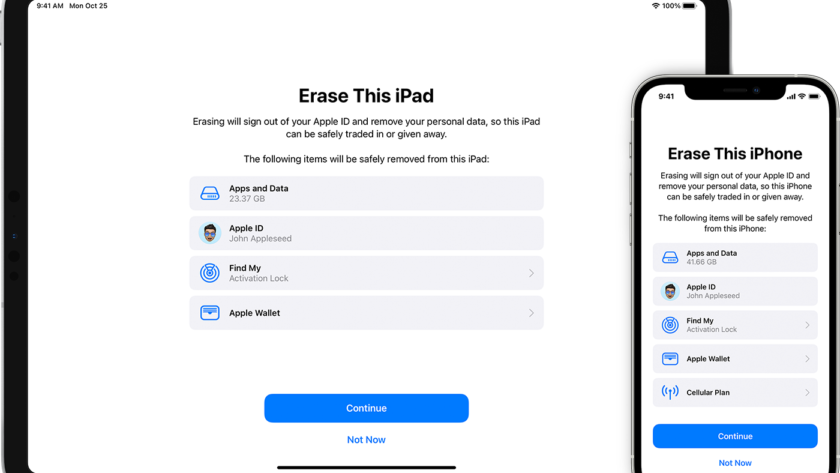 9:41 AM Mon Oct 25
100%
Erase This iPad
Erasing will sign out of your Apple ID and remove your personal data, so this iPad
can be safely traded in or given away.
The following items will be safely removed from this iPad:
Apps and Data
23.37 GB
Apple ID
John Appleseed
Find My
Activation Lock
Apple Wallet
Continue
Not Now
9:41
Erase This iPhone
Erasing will sign out of your Apple ID and
remove your personal data, so this iPhone
can be safely traded in or given away.
The following items will be safely removed
from this iPhone:
Apps and Data
41.66 GB
Apple ID
John Appleseed
Find My
Activation Lock
Apple Wallet
Cellular Plan
Continue
Not Now